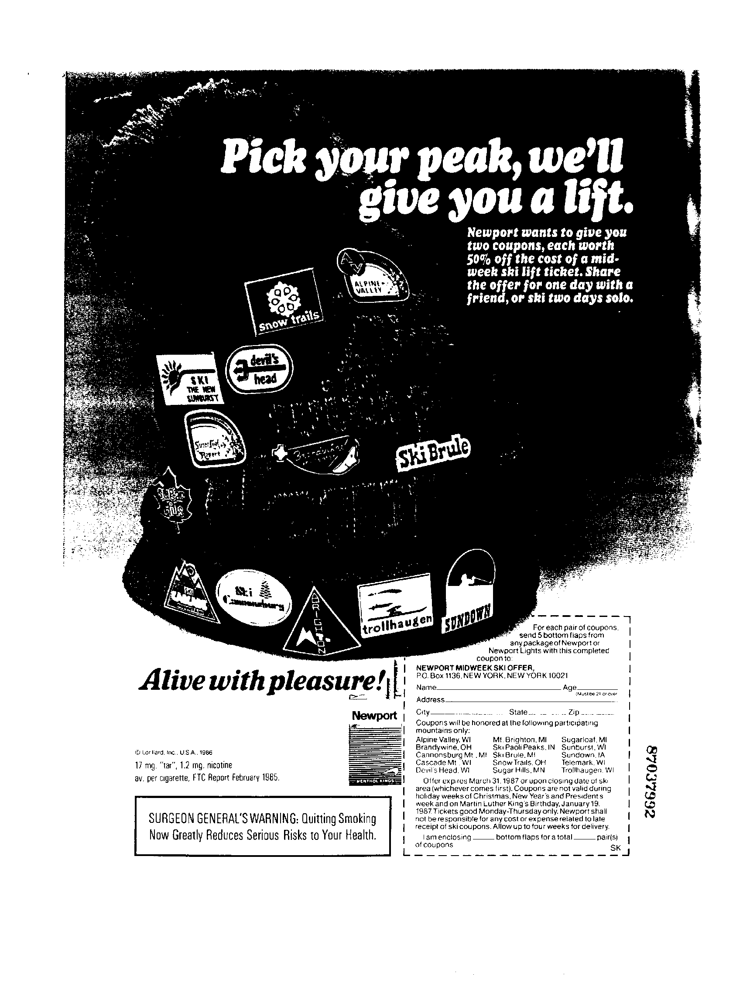 Pick your peak, we'll
give you a lift.
Newport wants to give you
two coupons, each worth
50% off the cost of a mid-
week ski lift ticket. Share
the offer for one day with a
friend, or ski two days solo.
ALPINE
VALLEY
snow trails
devil's
head
SKI
THE NEW
SUNBURST
Ski Brule
Ski
Cannonsburg
BRIGHTON
trollhaugen
SUNDOWN
Alive with pleasure!
Newport
MENTHOL KINGS
© Lorillard, Inc., U.S.A., 1986
17 mg. "tar", 1.2 mg. nicotine
av. per cigarette, FTC Report February 1985.
SURGEON GENERAL'S WARNING: Quitting Smoking
Now Greatly Reduces Serious Risks to Your Health.
For each pair of coupons,
send 5 bottom flaps from
any package of Newport or
Newport Lights with this completed
coupon to:
NEWPORT MIDWEEK SKI OFFER,
P.O. Box 1136, NEW YORK, NEW YORK 10021
Name Age
(Must be 21 or over)
Address
City State Zip
Coupons will be honored at the following participating
mountains only:
Alpine Valley, WI Mt. Brighton, MI Sugarloaf, MI
Brandywine, OH Ski Paoli Peaks, IN Sunburst, WI
Cannonsburg Mt., MI Ski Brule, MI Sundown, IA
Cascade Mt., WI Snow Trails, OH Telemark, WI
Devil's Head, WI Sugar Hills, MN Trollhaugen, WI
Offer expires March 31, 1987 or upon closing date of ski
area (whichever comes first). Coupons are not valid during
holiday weeks of Christmas, New Year's and President's
week and on Martin Luther King's Birthday, January 19,
1987. Tickets good Monday-Thursday only. Newport shall
not be responsible for any cost or expense related to late
receipt of ski coupons. Allow up to four weeks for delivery.
I am enclosing bottom flaps for a total pair(s)
of coupons.
SK
87037992